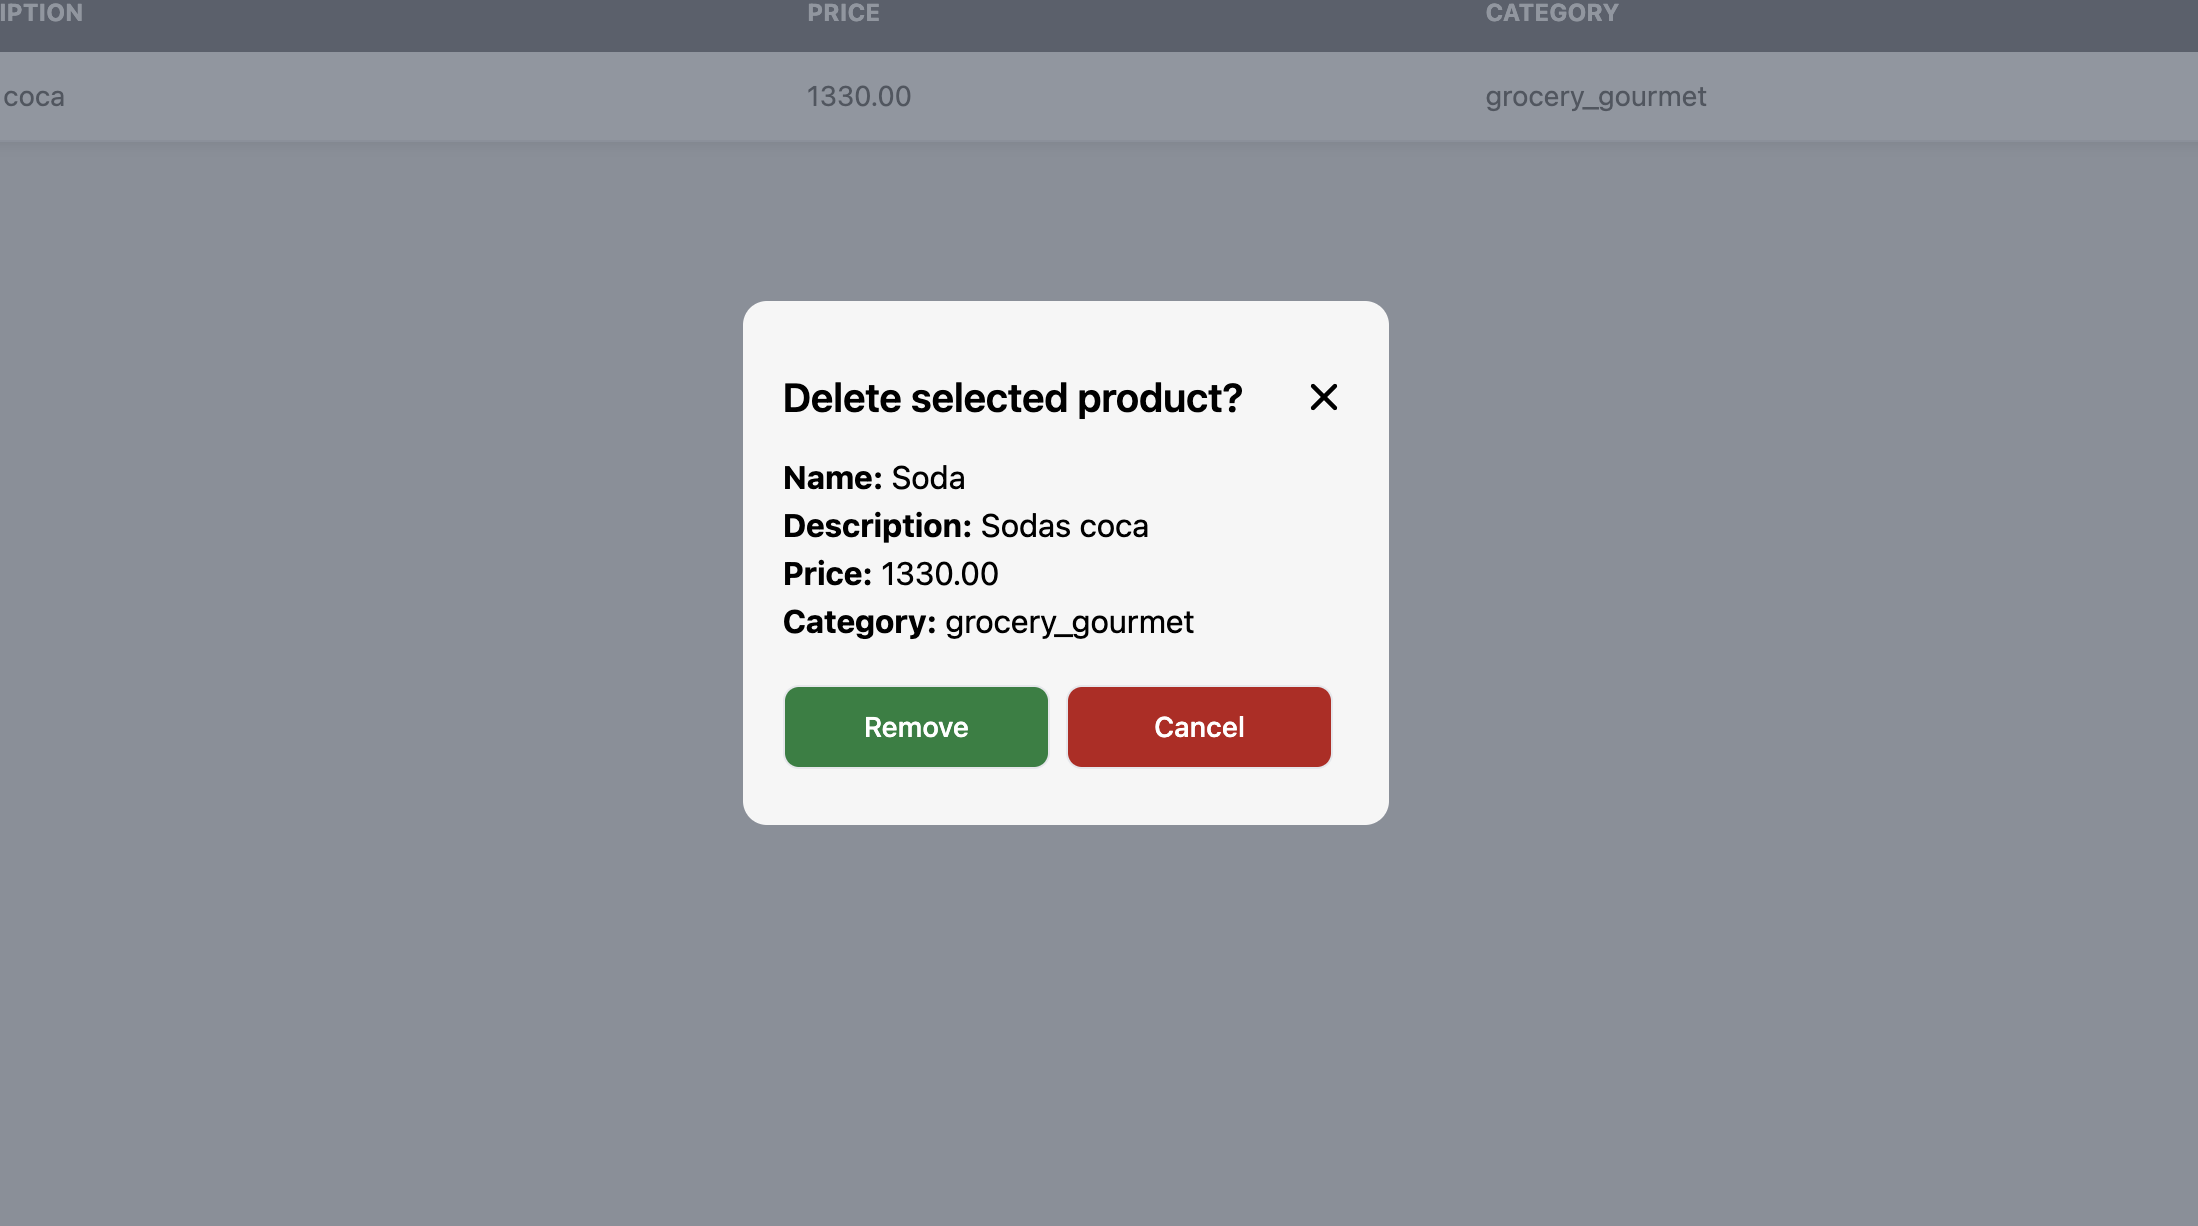 PRICE CATEGORY
coca 1330.00 grocery_gourmet
Delete selected product?
Name: Soda
Description: Sodas coca
Price: 1330.00
Category: grocery_gourmet
Remove Cancel